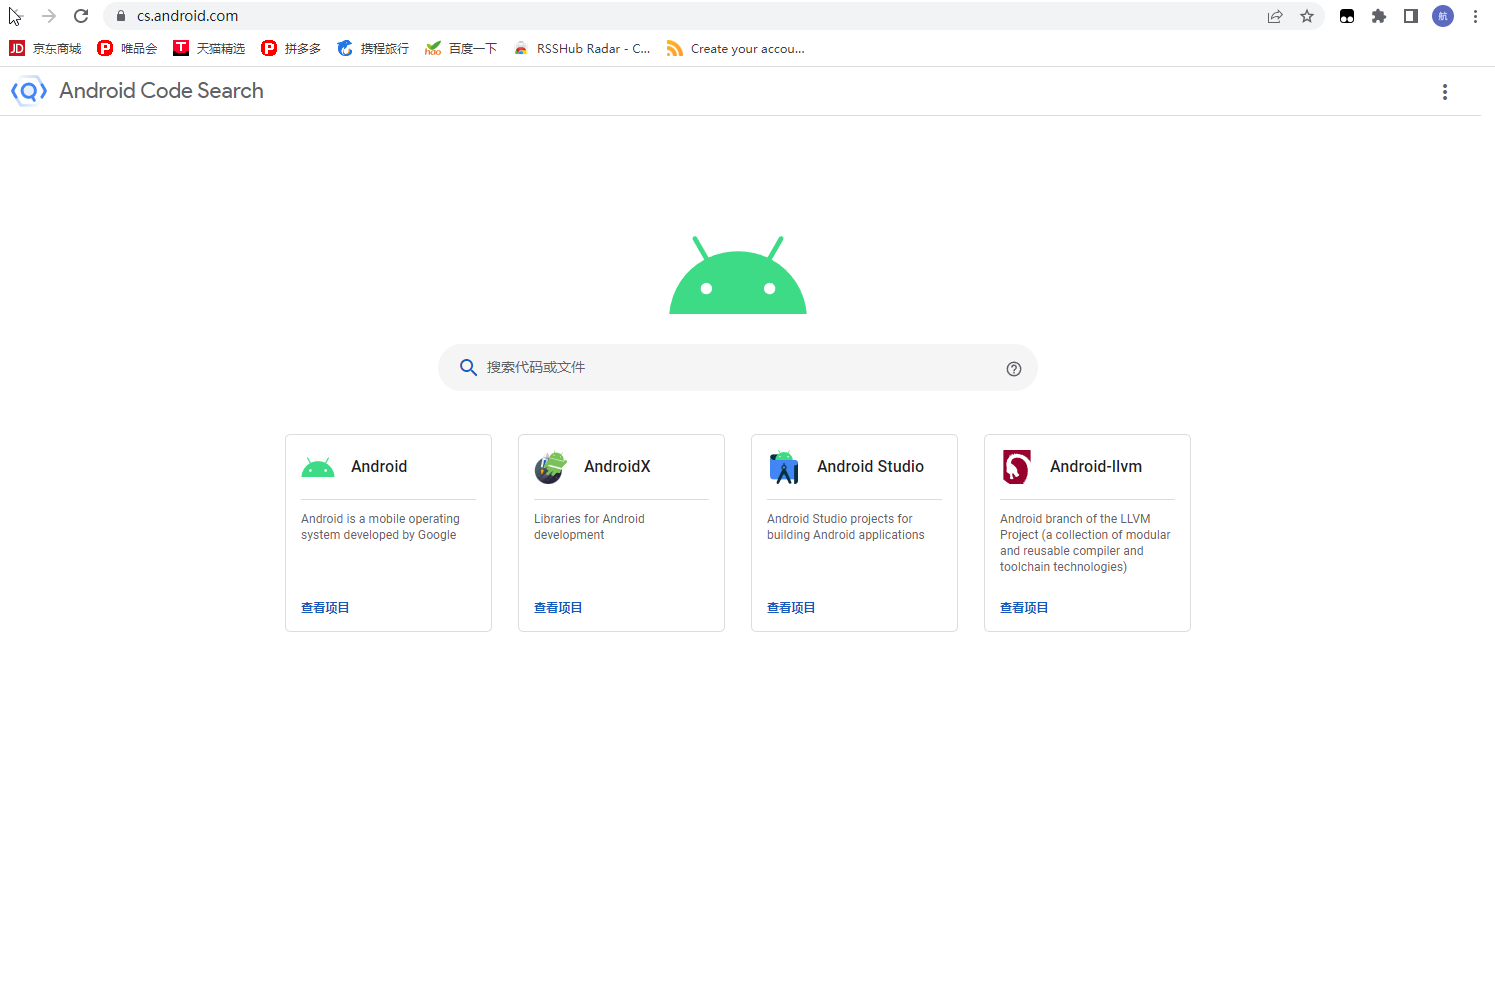 cs.android.com
航
JD 京东商城 唯品会 T 天猫精选 拼多多 携程旅行 hao 百度一下 RSSHub Radar - C... Create your accou...
Android Code Search
搜索代码或文件
Android
Android is a mobile operating
system developed by Google
查看项目
AndroidX
Libraries for Android
development
查看项目
Android Studio
Android Studio projects for
building Android applications
查看项目
Android-llvm
Android branch of the LLVM
Project (a collection of modular
and reusable compiler and
toolchain technologies)
查看项目